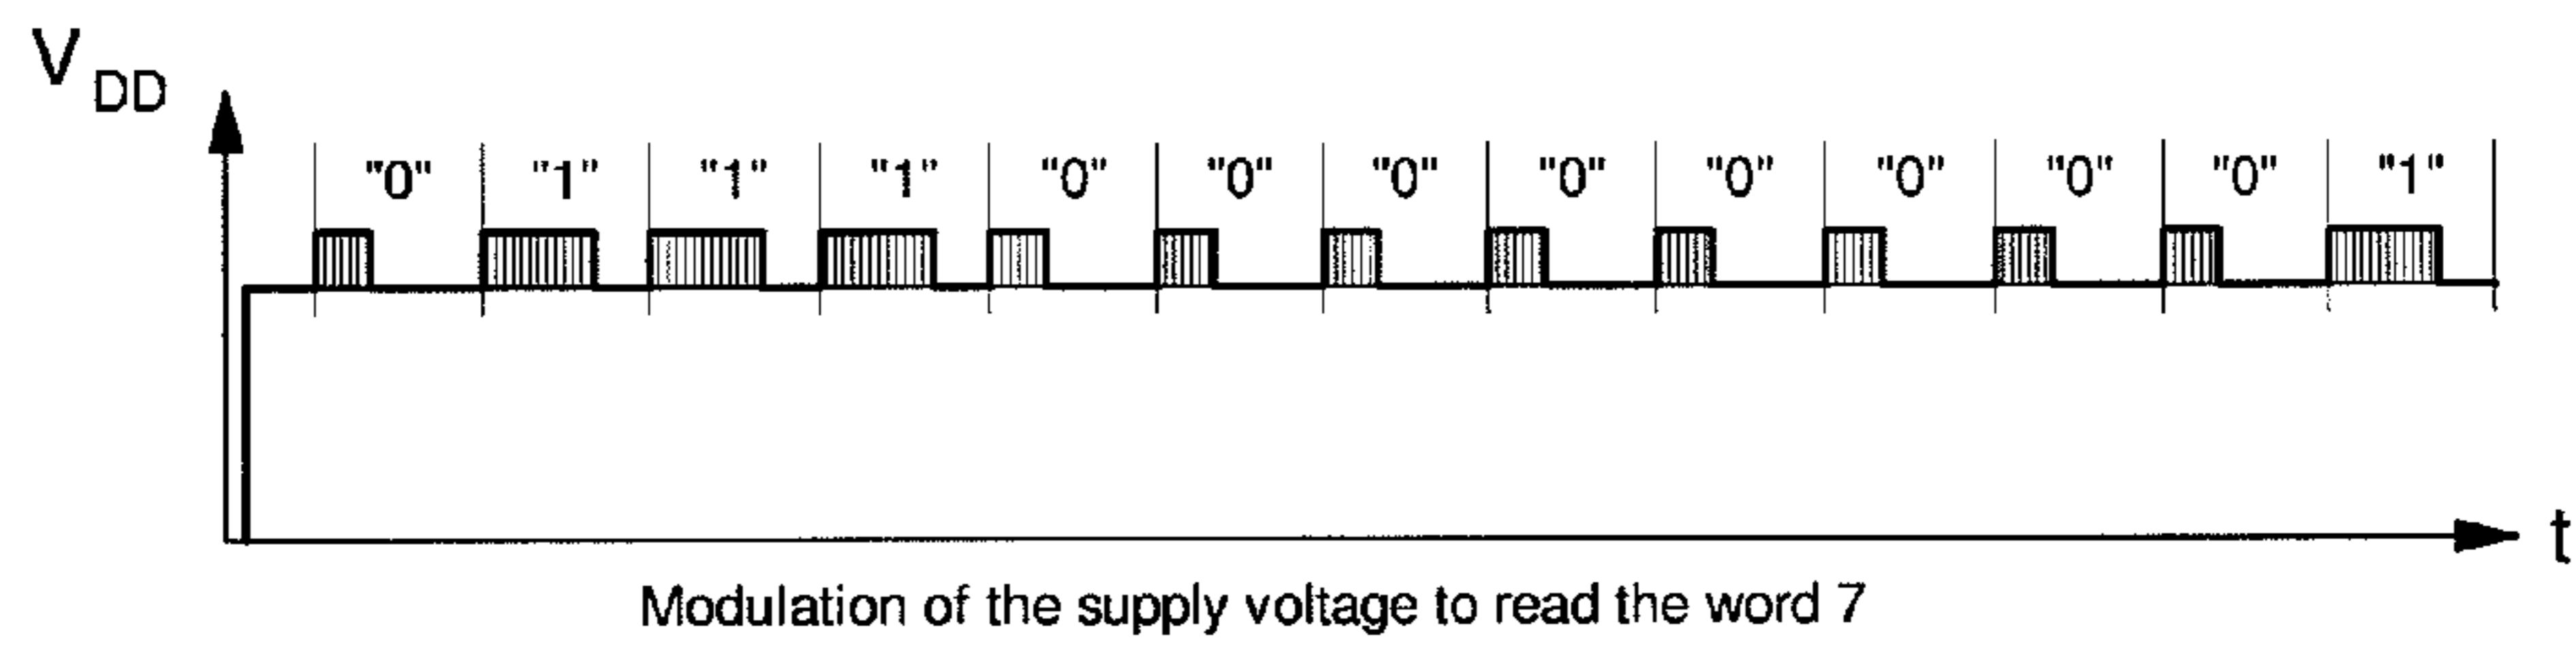 V DD
"0" "1" "1" "1" "0" "0" "0" "0" "0" "0" "0" "0" "1"
t
Modulation of the supply voltage to read the word 7